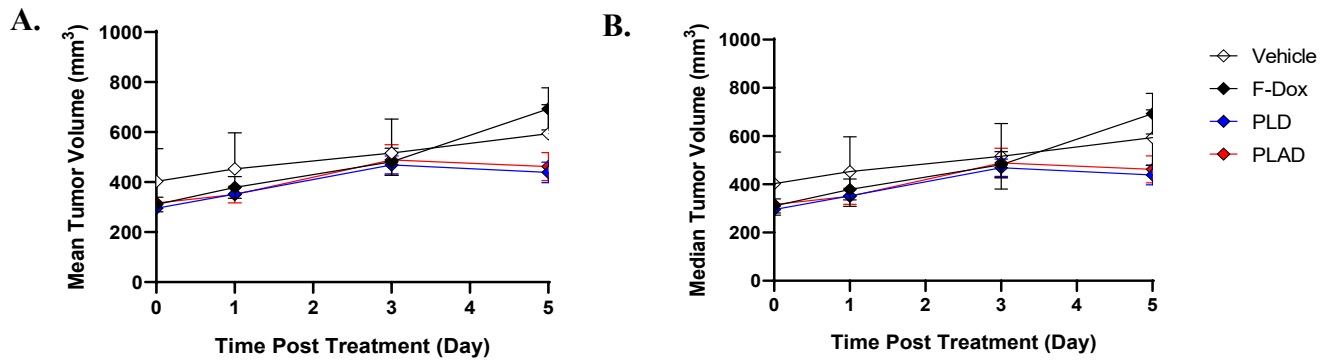 A.
Mean Tumor Volume (mm³)
1000
800
600
400
200
0
0 1 2 3 4 5
Time Post Treatment (Day)
B.
Median Tumor Volume (mm³)
1000
800
600
400
200
0
0 1 2 3 4 5
Time Post Treatment (Day)
Vehicle
F-Dox
PLD
PLAD